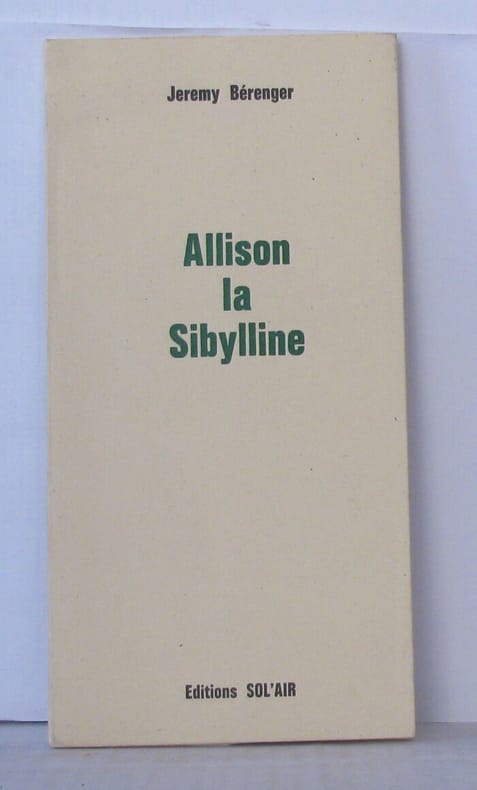 Jeremy Bérenger
Allison
la
Sibylline
Editions SOL'AIR